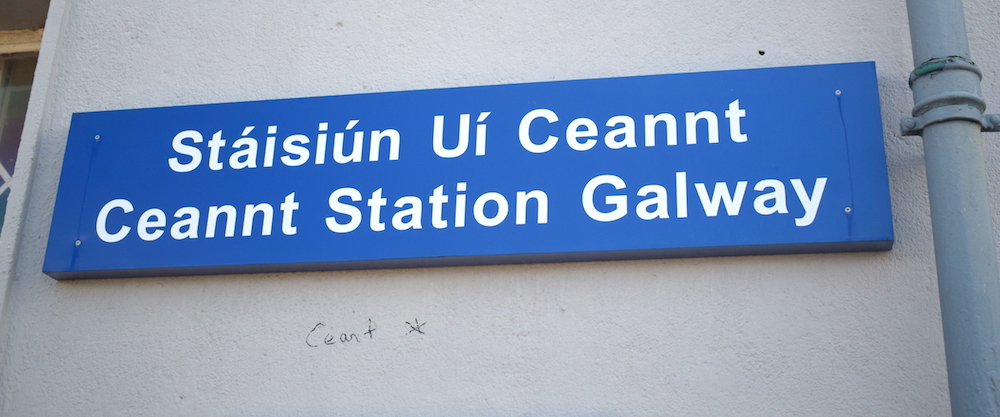 Stáisiún Uí Ceannt
Ceannt Station Galway
Ceant *